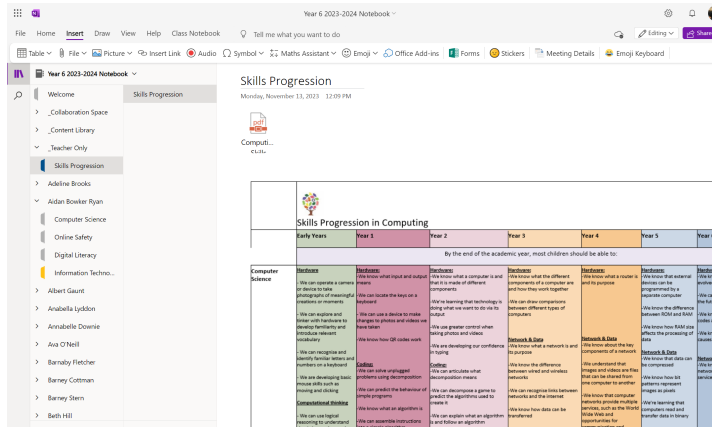 Year 6 2023-2024 Notebook
File Home Insert Draw View Help Class Notebook Tell me what you want to do Editing Share
Table File Picture Insert Link Audio Symbol Maths Assistant Emoji Office Add-ins Forms Stickers Meeting Details Emoji Keyboard
Year 6 2023-2024 Notebook
Welcome
_Collaboration Space
_Content Library
_Teacher Only
Skills Progression
Adeline Brooks
Aidan Bowker Ryan
Computer Science
Online Safety
Digital Literacy
Information Techno...
Albert Gaunt
Anabella Lyddon
Annabelle Downie
Ava O'Neill
Barnaby Fletcher
Barney Cottman
Barney Stern
Beth Hill
Skills Progression
Skills Progression
Monday, November 13, 2023 12:09 PM
pdf
Computi...
Skills Progression in Computing
Early Years Year 1 Year 2 Year 3 Year 4 Year 5
By the end of the academic year, most children should be able to:
Computer
Science
Hardware
- We can operate a camera
or device to take
photographs of meaningful
creations or moments
- We can explore and
tinker with hardware to
develop familiarity and
introduce relevant
vocabulary
- We can recognise and
identify familiar letters and
numbers on a keyboard
- We are developing basic
mouse skills such as
moving and clicking
Computational thinking
- We can use logical
reasoning to understand
Hardware:
-We know what input and output
means
-We can locate the keys on a
keyboard
-We can use a device to make
changes to photos and videos we
have taken
-We know how QR codes work
Coding:
-We can solve unplugged
problems using decomposition
-We can predict the behaviour of
simple programs
-We know what an algorithm is
-We can assemble instructions
Hardware:
-We know what a computer is and
that it is made of different
components
-We're learning that technology is
doing what we want to do via its
output
-We use greater control when
taking photos and videos
-We are developing our confidence
in typing
Coding:
-We can articulate what
decomposition means
-We can decompose a game to
predict the algorithms used to
create it
-We can explain what an algorithm
is and follow an algorithm
Hardware:
-We know what the different
components of a computer are
and how they work together
-We can draw comparisons
between different types of
computers
Network & Data
-We know what a network is and
its purpose
-We know the difference
between wired and wireless
networks
-We can recognise links between
networks and the internet
-We know how data can be
transferred
Hardware:
-We know what a router is
and its purpose
Network & Data
-We know about the key
components of a network
-We understand that
images and videos are files
that can be shared from
one computer to another
-We know that computer
networks provide multiple
services, such as the World
Wide Web and
opportunities for
Hardware:
-We know that external
devices can be
programmed by a
separate computer
-We know the difference
between ROM and RAM
-We know how RAM size
affects the processing of
data
Network & Data
-We know that data can
be compressed
-We know how bit
patterns represent
images as pixels
-We're learning that
computers read and
transfer data in binary